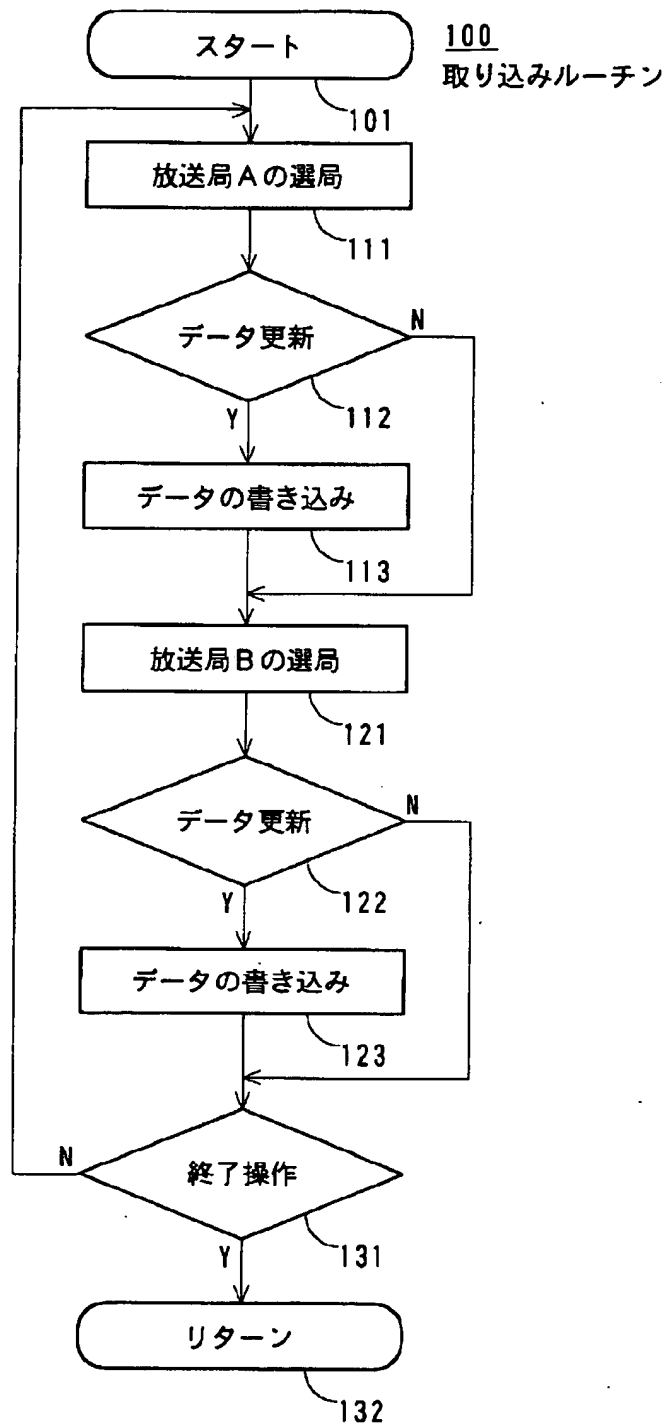 スタート
100
取り込みルーチン
101
放送局Aの選局
111
データ更新
N
112
Y
データの書き込み
113
放送局Bの選局
121
データ更新
N
122
Y
データの書き込み
123
N
終了操作
131
Y
リターン
132